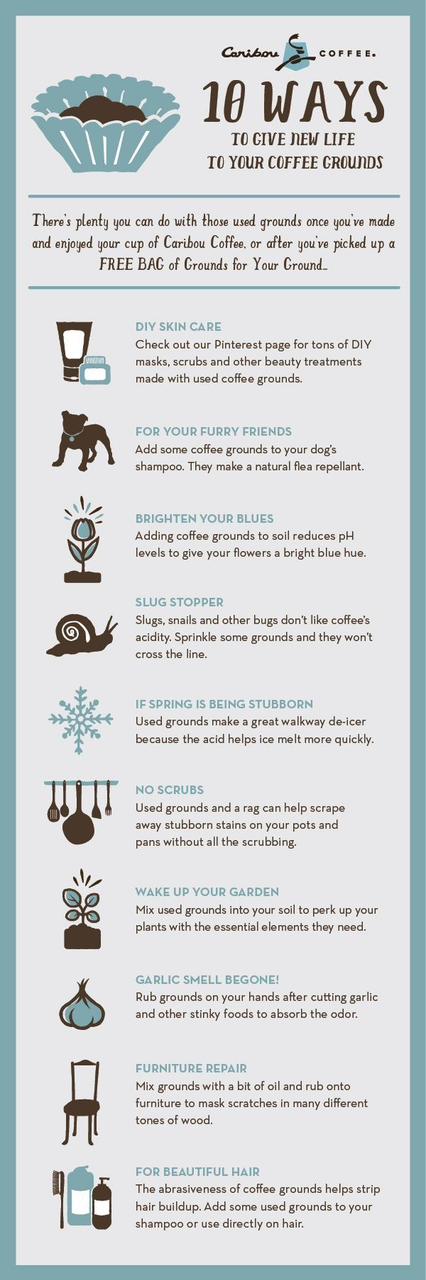 Caribou COFFEE.
10 WAYS
TO GIVE NEW LIFE
TO YOUR COFFEE GROUNDS
There's plenty you can do with those used grounds once you've made
and enjoyed your cup of Caribou Coffee, or after you've picked up a
FREE BAG of Grounds for Your Ground...
DIY SKIN CARE
Check out our Pinterest page for tons of DIY
masks, scrubs and other beauty treatments
made with used coffee grounds.
FOR YOUR FURRY FRIENDS
Add some coffee grounds to your dog's
shampoo. They make a natural flea repellant.
BRIGHTEN YOUR BLUES
Adding coffee grounds to soil reduces pH
levels to give your flowers a bright blue hue.
SLUG STOPPER
Slugs, snails and other bugs don't like coffee's
acidity. Sprinkle some grounds and they won't
cross the line.
IF SPRING IS BEING STUBBORN
Used grounds make a great walkway de-icer
because the acid helps ice melt more quickly.
NO SCRUBS
Used grounds and a rag can help scrape
away stubborn stains on your pots and
pans without all the scrubbing.
WAKE UP YOUR GARDEN
Mix used grounds into your soil to perk up your
plants with the essential elements they need.
GARLIC SMELL BEGONE!
Rub grounds on your hands after cutting garlic
and other stinky foods to absorb the odor.
FURNITURE REPAIR
Mix grounds with a bit of oil and rub onto
furniture to mask scratches in many different
tones of wood.
FOR BEAUTIFUL HAIR
The abrasiveness of coffee grounds helps strip
hair buildup. Add some used grounds to your
shampoo or use directly on hair.